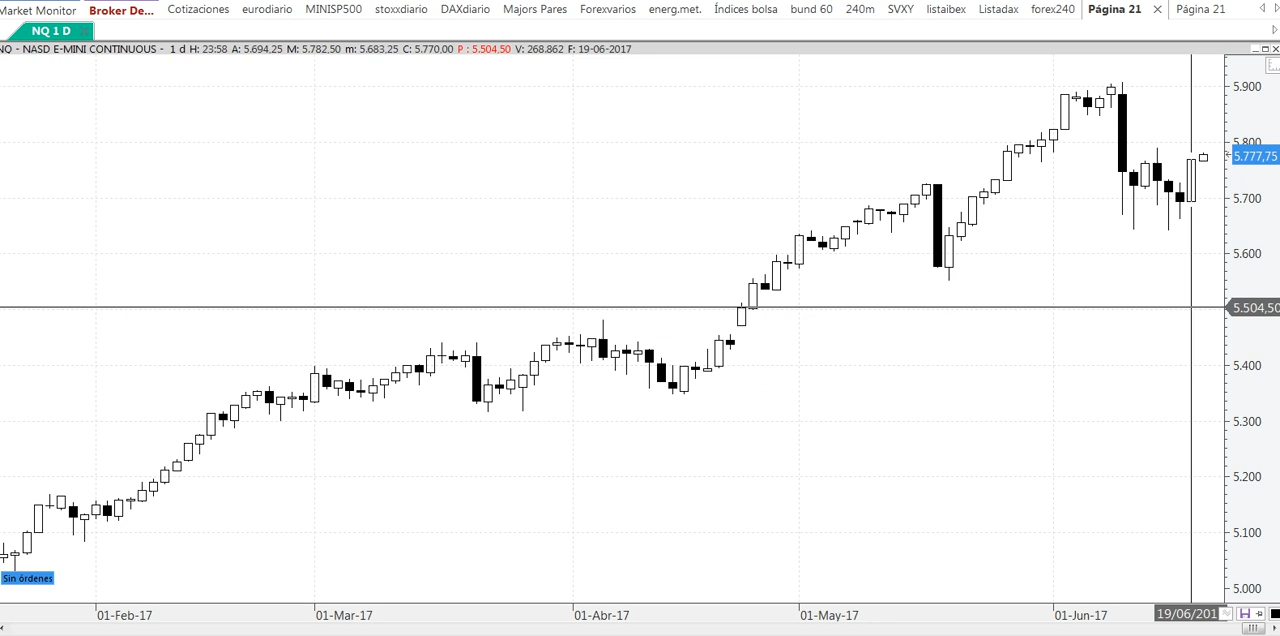 Market Monitor Broker De... Cotizaciones eurodiario MINISP500 stoxxdiario DAXdiario Majors Pares Forexvarios energ.met. Índices bolsa bund 60 240m SVXY listaibex Listadax forex240 Página 21 Página 21
NQ 1 D
NQ - NASD E-MINI CONTINUOUS - 1 d H: 23:58 A: 5.694,25 M: 5.782,50 m: 5.683,25 C: 5.770.00 P : 5.504,50 V: 268.862 F: 19-06-2017
5.900
5.800
5.777,75
5.700
5.600
5.504,50
5.400
5.300
5.200
5.100
Sin órdenes
5.000
01-Feb-17 01-Mar-17 01-Abr-17 01-May-17 01-Jun-17 19/06/201